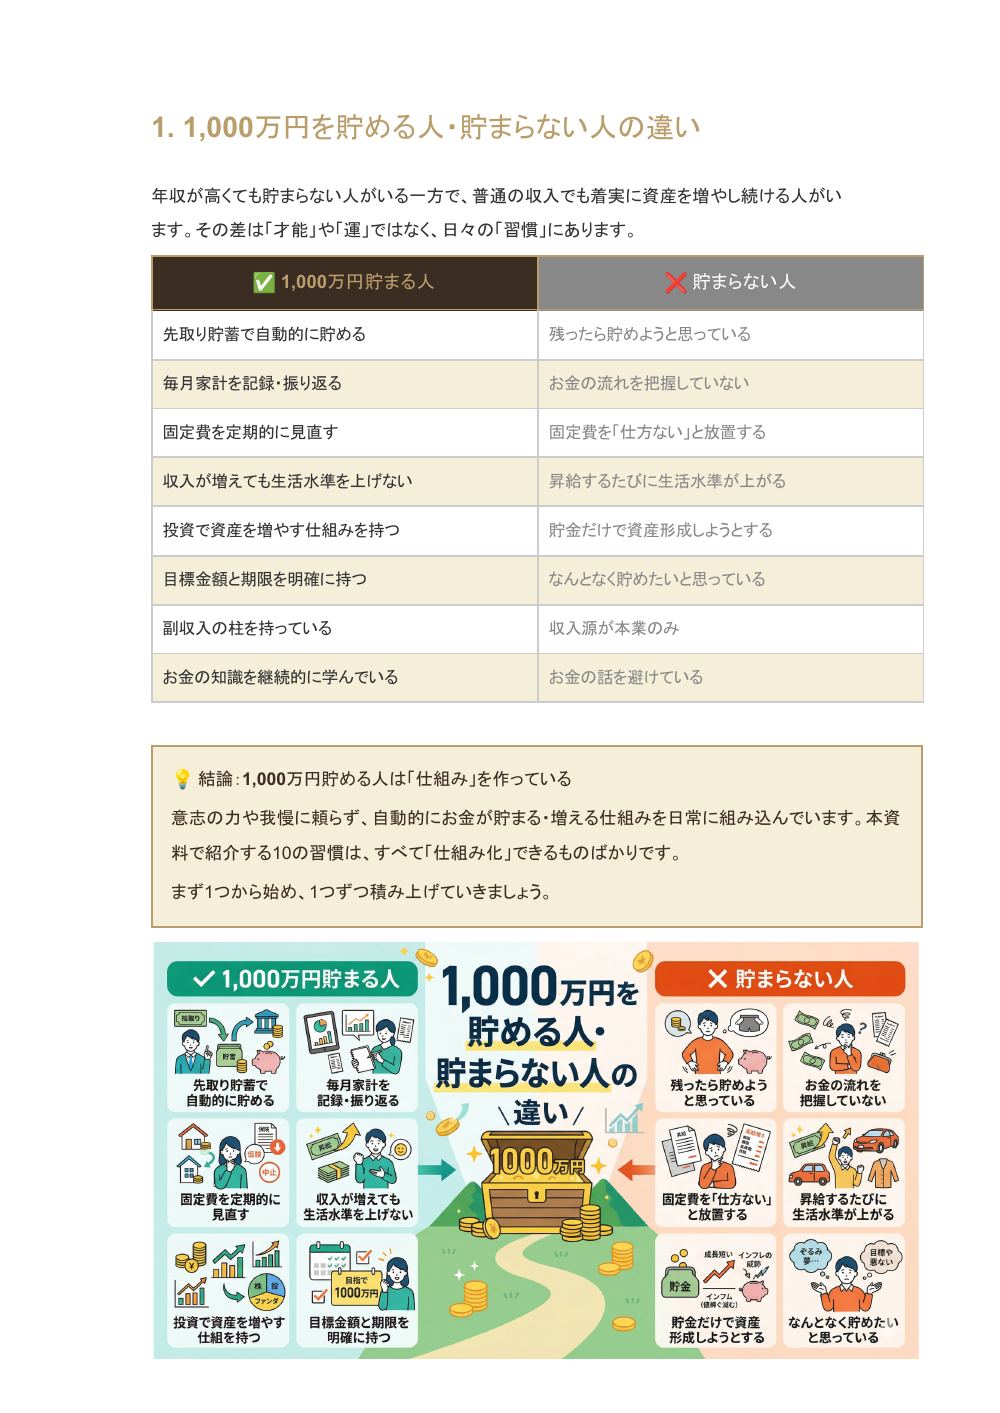 1. 1,000万円を貯める人・貯まらない人の違い
年収が高くても貯まらない人がいる一方で、普通の収入でも着実に資産を増やし続ける人がい
ます。その差は「才能」や「運」ではなく、日々の「習慣」にあります。
✅ 1,000万円貯まる人
❌ 貯まらない人
先取り貯蓄で自動的に貯める
残ったら貯めようと思っている
毎月家計を記録・振り返る
お金の流れを把握していない
固定費を定期的に見直す
固定費を「仕方ない」と放置する
収入が増えても生活水準を上げない
昇給するたびに生活水準が上がる
投資で資産を増やす仕組みを持つ
貯金だけで資産形成しようとする
目標金額と期限を明確に持つ
なんとなく貯めたいと思っている
副収入の柱を持っている
収入源が本業のみ
お金の知識を継続的に学んでいる
お金の話を避けている
💡 結論：1,000万円貯める人は「仕組み」を作っている
意志の力や我慢に頼らず、自動的にお金が貯まる・増える仕組みを日常に組み込んでいます。本資
料で紹介する10の習慣は、すべて「仕組み化」できるものばかりです。
まず1つから始め、1つずつ積み上げていきましょう。
✓ 1,000万円貯まる人
貯蓄
先取り貯蓄で
自動的に貯める
毎月家計を
記録・振り返る
保険
低減
中止
固定費を定期的に
見直す
昇給
収入が増えても
生活水準を上げない
株
投
ファンダ
投資で資産を増やす
仕組を持つ
目指で
1000万円
目標金額と期限を
明確に持つ
1,000万円を
貯める人・
貯まらない人の
違い
1000万円
✕ 貯まらない人
残ったら貯めよう
と思っている
?
お金の流れを
把握していない
固定費を「仕方ない」
と放置する
昇給
昇給するたびに
生活水準が上がる
貯金
成長短い
インフレの
インフム
貯金だけで資産
形成しようとする
ぞるみ
夢…
目標や
悪ない
なんとなく貯めたい
と思っている